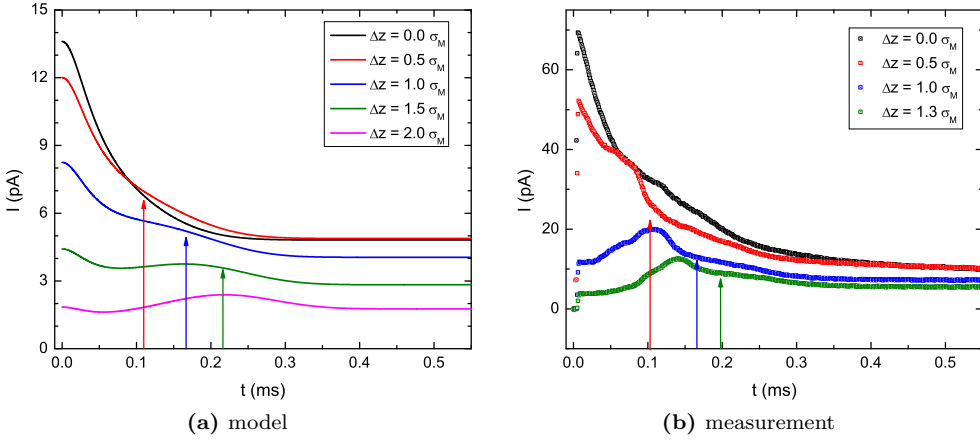 15
12
9
6
3
0
I (pA)
0.0 0.1 0.2 0.3 0.4 0.5
t (ms)
Δz = 0.0 σM
Δz = 0.5 σM
Δz = 1.0 σM
Δz = 1.5 σM
Δz = 2.0 σM
(a) model
60
40
20
0
I (pA)
0.0 0.1 0.2 0.3 0.4 0.5
t (ms)
Δz = 0.0 σM
Δz = 0.5 σM
Δz = 1.0 σM
Δz = 1.3 σM
(b) measurement